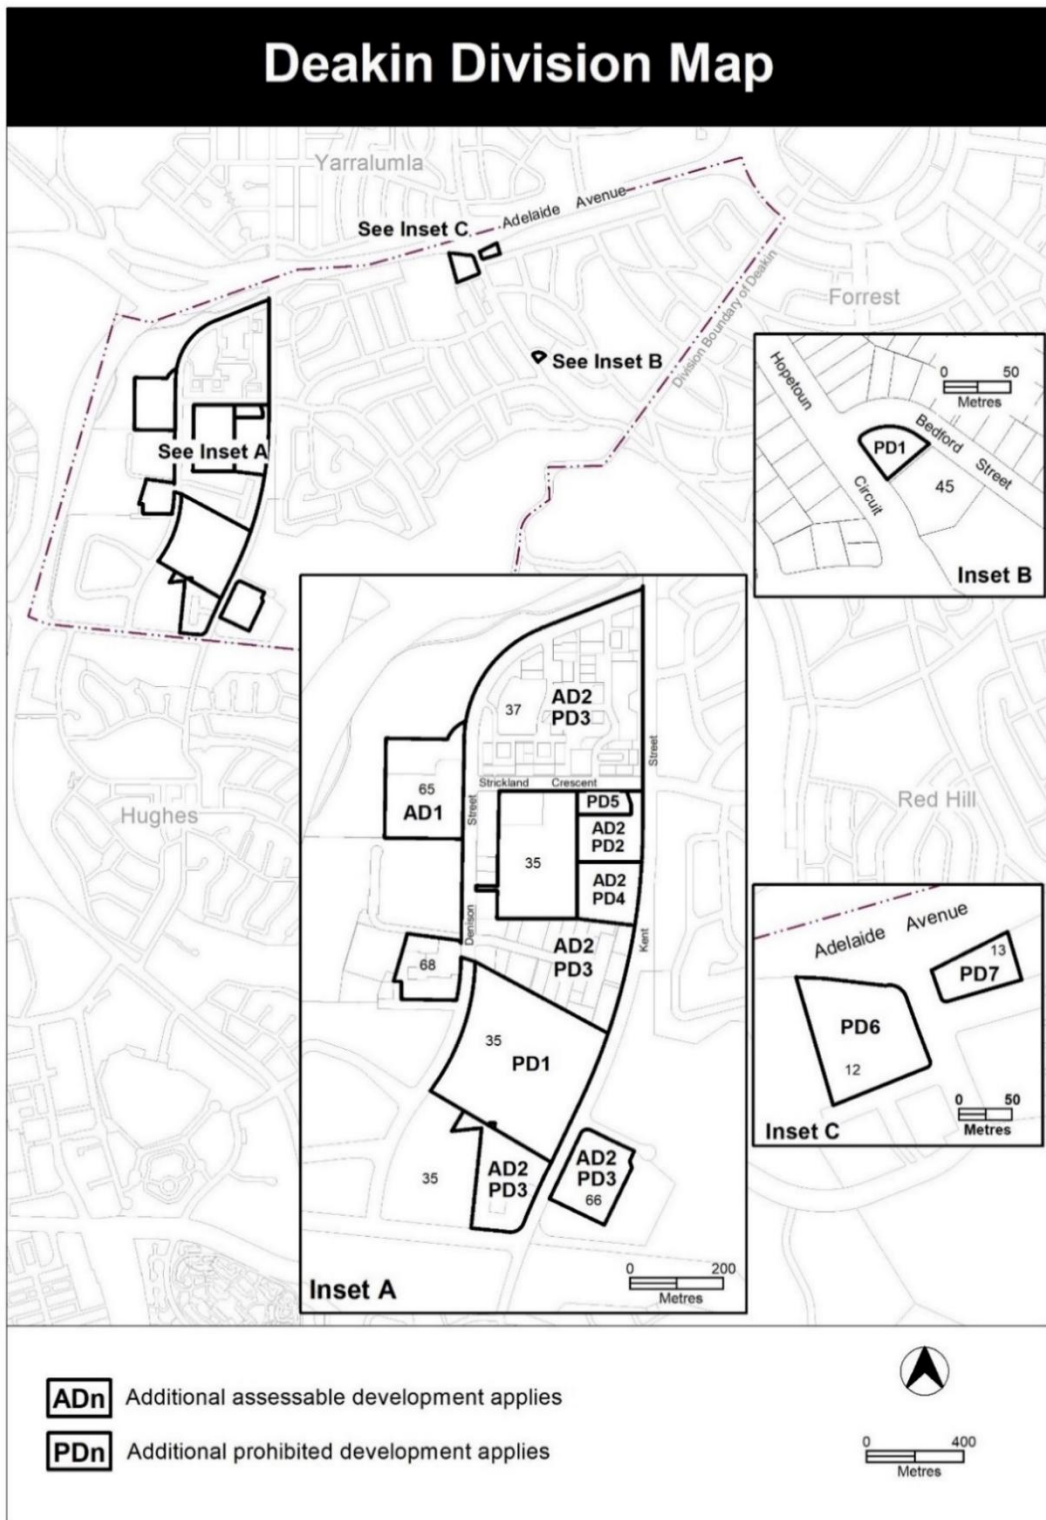 Deakin Division Map
Yarralumla
See Inset C
Adelaide Avenue
Forrest
Division Boundary of Deakin
See Inset B
See Inset A
Hughes
Red Hill
Hopetoun
Circuit
0 50
Metres
PD1
Bedford Street
45
Inset B
37
AD2
PD3
Street
Strickland Crescent
65
AD1
Street
PD5
AD2
PD2
35
AD2
PD4
Denison
Kent
AD2
PD3
68
35
PD1
35
AD2
PD3
AD2
PD3
66
0 200
Metres
Inset A
Adelaide Avenue
13
PD7
PD6
12
0 50
Metres
Inset C
ADn Additional assessable development applies
PDn Additional prohibited development applies
0 400
Metres